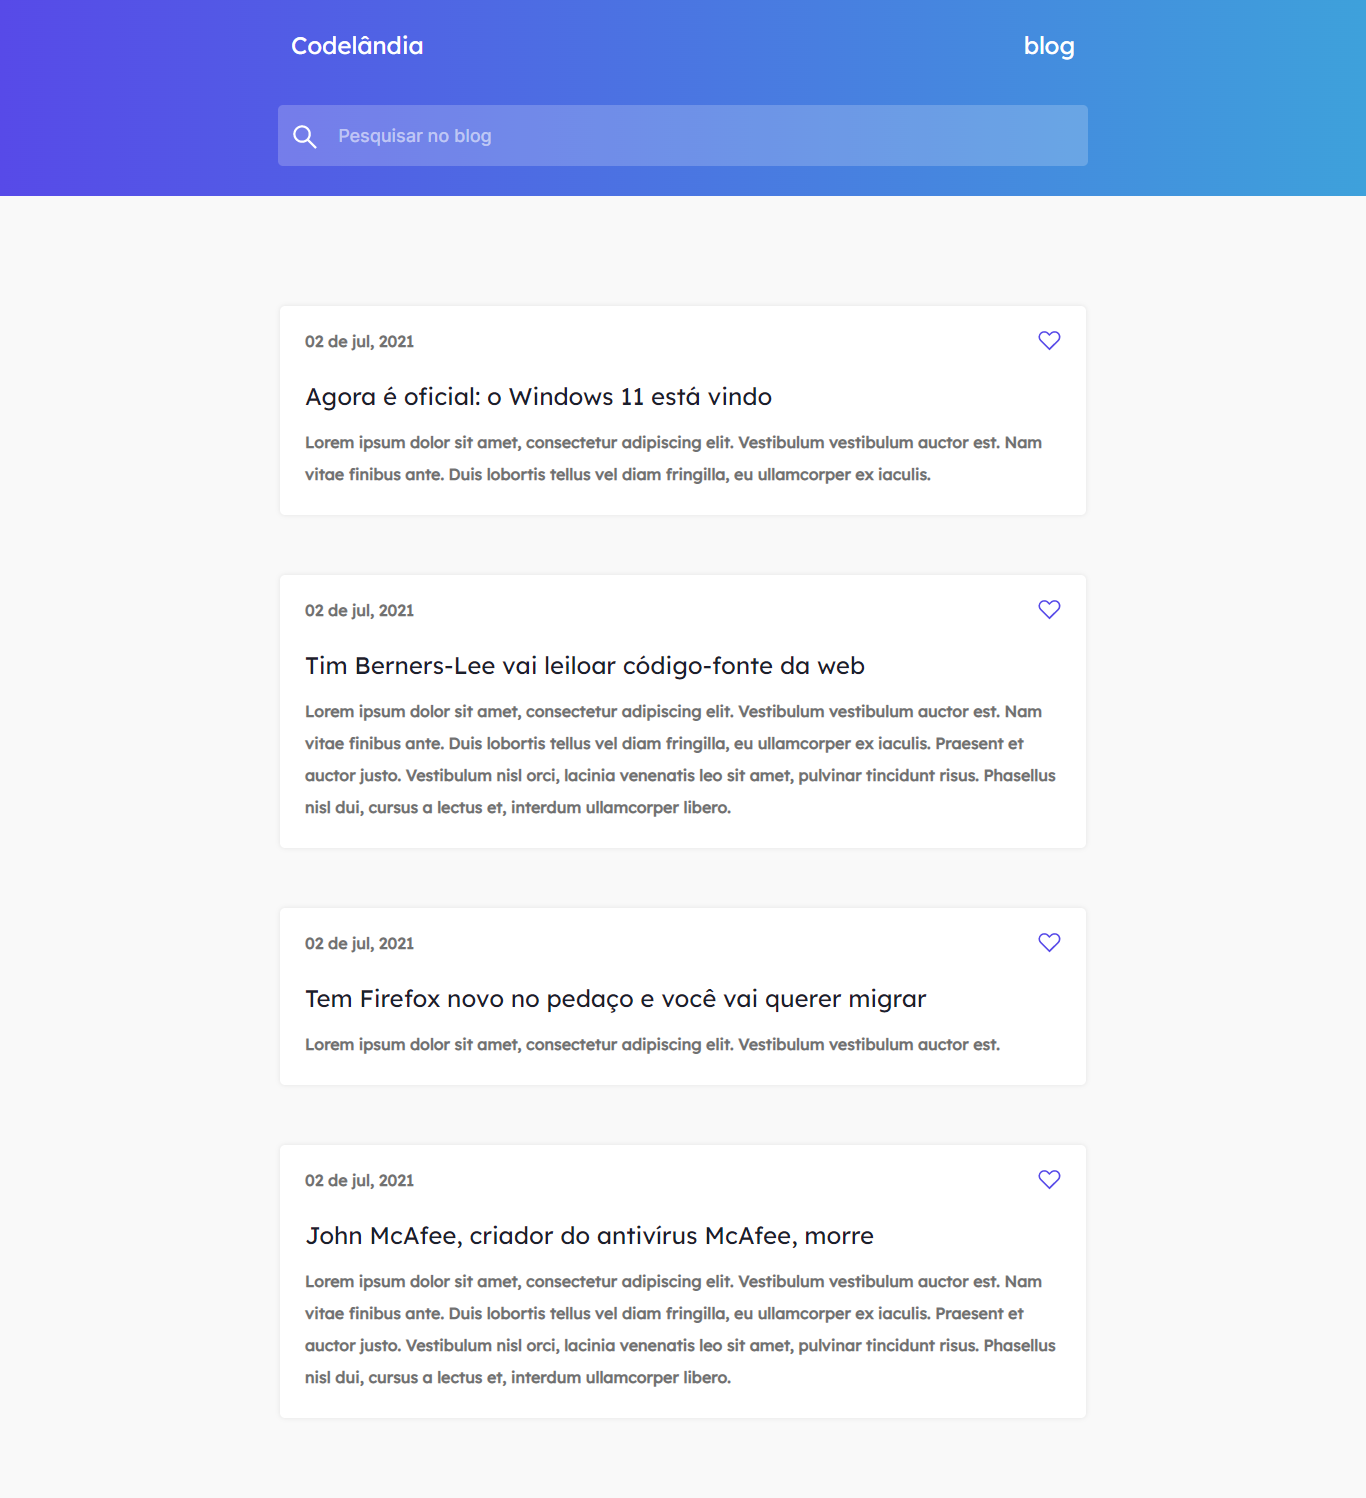 Codelândia
blog
Pesquisar no blog
02 de jul, 2021
Agora é oficial: o Windows 11 está vindo
Lorem ipsum dolor sit amet, consectetur adipiscing elit. Vestibulum vestibulum auctor est. Nam
vitae finibus ante. Duis lobortis tellus vel diam fringilla, eu ullamcorper ex iaculis.
02 de jul, 2021
Tim Berners-Lee vai leiloar código-fonte da web
Lorem ipsum dolor sit amet, consectetur adipiscing elit. Vestibulum vestibulum auctor est. Nam
vitae finibus ante. Duis lobortis tellus vel diam fringilla, eu ullamcorper ex iaculis. Praesent et
auctor justo. Vestibulum nisl orci, lacinia venenatis leo sit amet, pulvinar tincidunt risus. Phasellus
nisl dui, cursus a lectus et, interdum ullamcorper libero.
02 de jul, 2021
Tem Firefox novo no pedaço e você vai querer migrar
Lorem ipsum dolor sit amet, consectetur adipiscing elit. Vestibulum vestibulum auctor est.
02 de jul, 2021
John McAfee, criador do antivírus McAfee, morre
Lorem ipsum dolor sit amet, consectetur adipiscing elit. Vestibulum vestibulum auctor est. Nam
vitae finibus ante. Duis lobortis tellus vel diam fringilla, eu ullamcorper ex iaculis. Praesent et
auctor justo. Vestibulum nisl orci, lacinia venenatis leo sit amet, pulvinar tincidunt risus. Phasellus
nisl dui, cursus a lectus et, interdum ullamcorper libero.